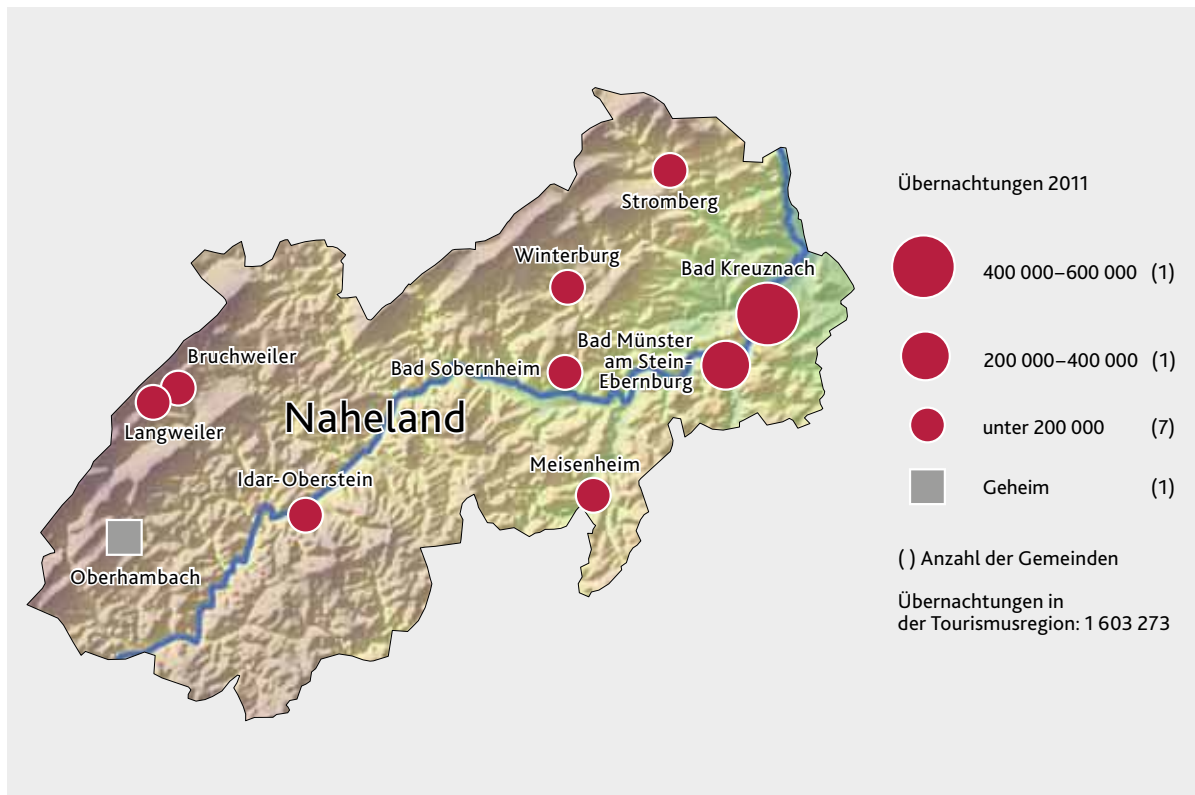 Stromberg
Winterburg
Bad Kreuznach
Bad Münster
am Stein-
Ebernburg
Bad Sobernheim
Bruchweiler
Langweiler
Naheland
Meisenheim
Idar-Oberstein
Oberhambach
Übernachtungen 2011
400 000–600 000 (1)
200 000–400 000 (1)
unter 200 000 (7)
Geheim (1)
( ) Anzahl der Gemeinden
Übernachtungen in
der Tourismusregion: 1 603 273